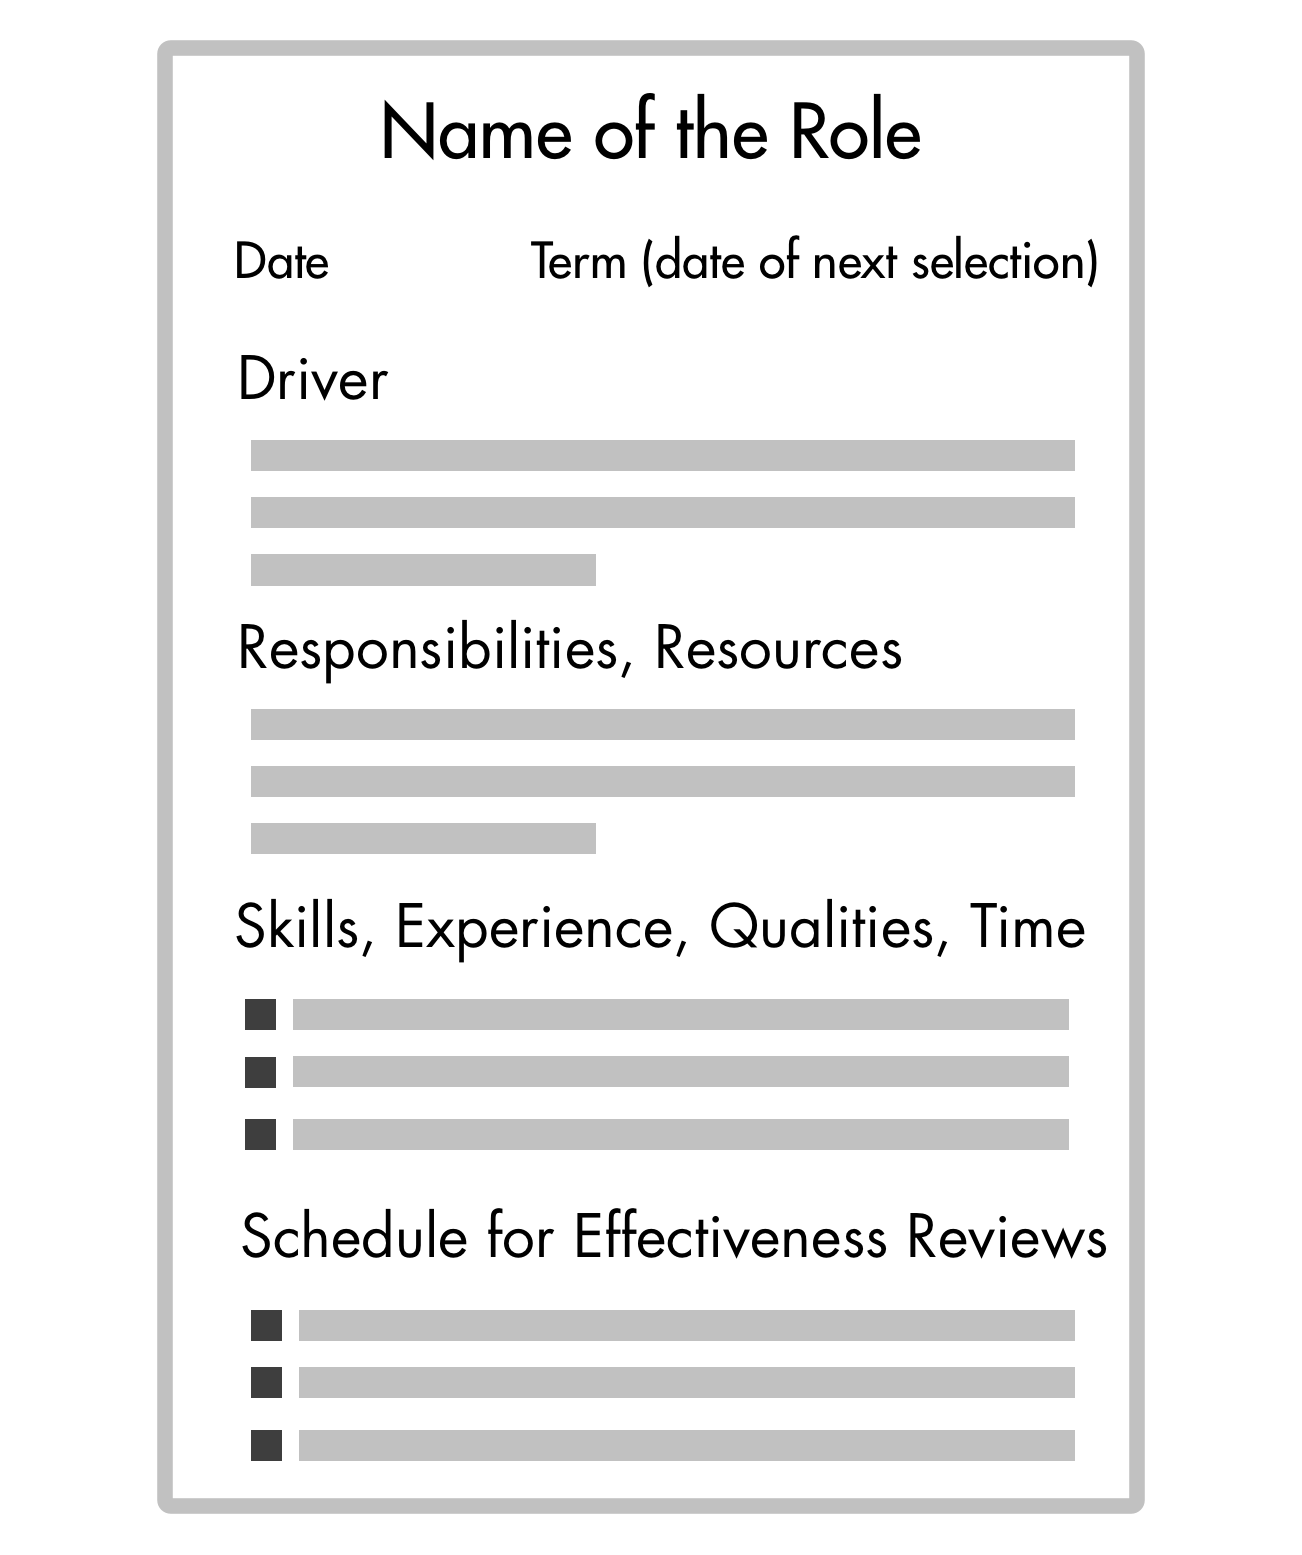 Name of the Role
Date Term (date of next selection)
Driver
Responsibilities, Resources
Skills, Experience, Qualities, Time
Schedule for Effectiveness Reviews